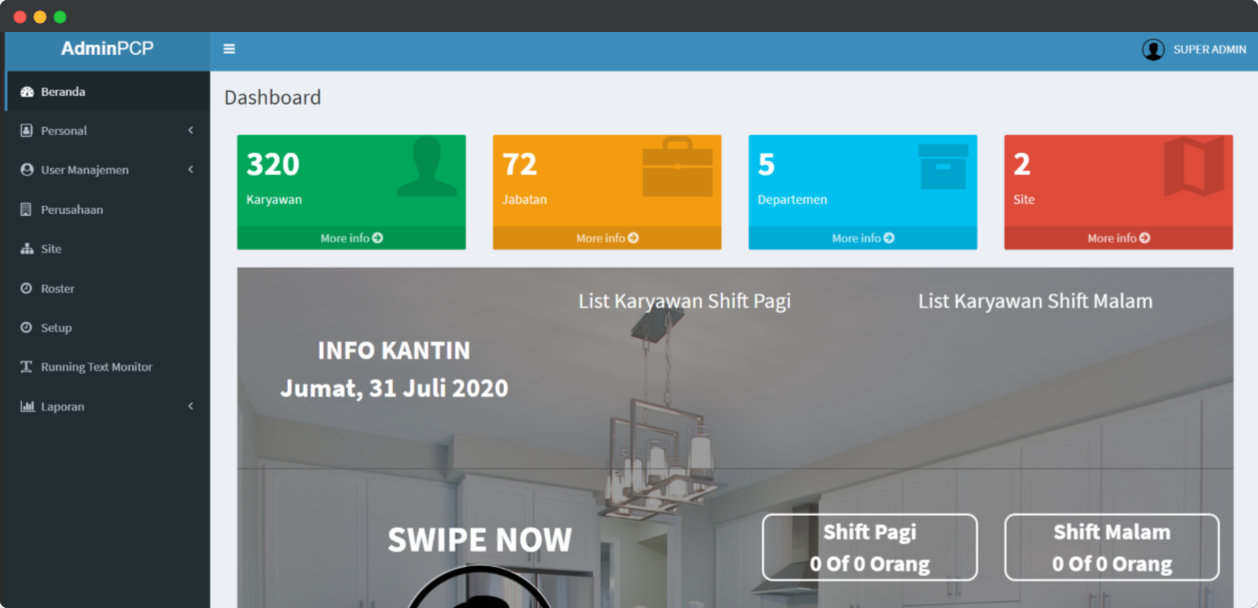 AdminPCP
SUPER ADMIN
Beranda
Personal
User Manajemen
Perusahaan
Site
Roster
Setup
Running Text Monitor
Laporan
Dashboard
320
Karyawan
More info
72
Jabatan
More info
5
Departemen
More info
2
Site
More info
List Karyawan Shift Pagi
List Karyawan Shift Malam
INFO KANTIN
Jumat, 31 Juli 2020
SWIPE NOW
Shift Pagi
0 Of 0 Orang
Shift Malam
0 Of 0 Orang